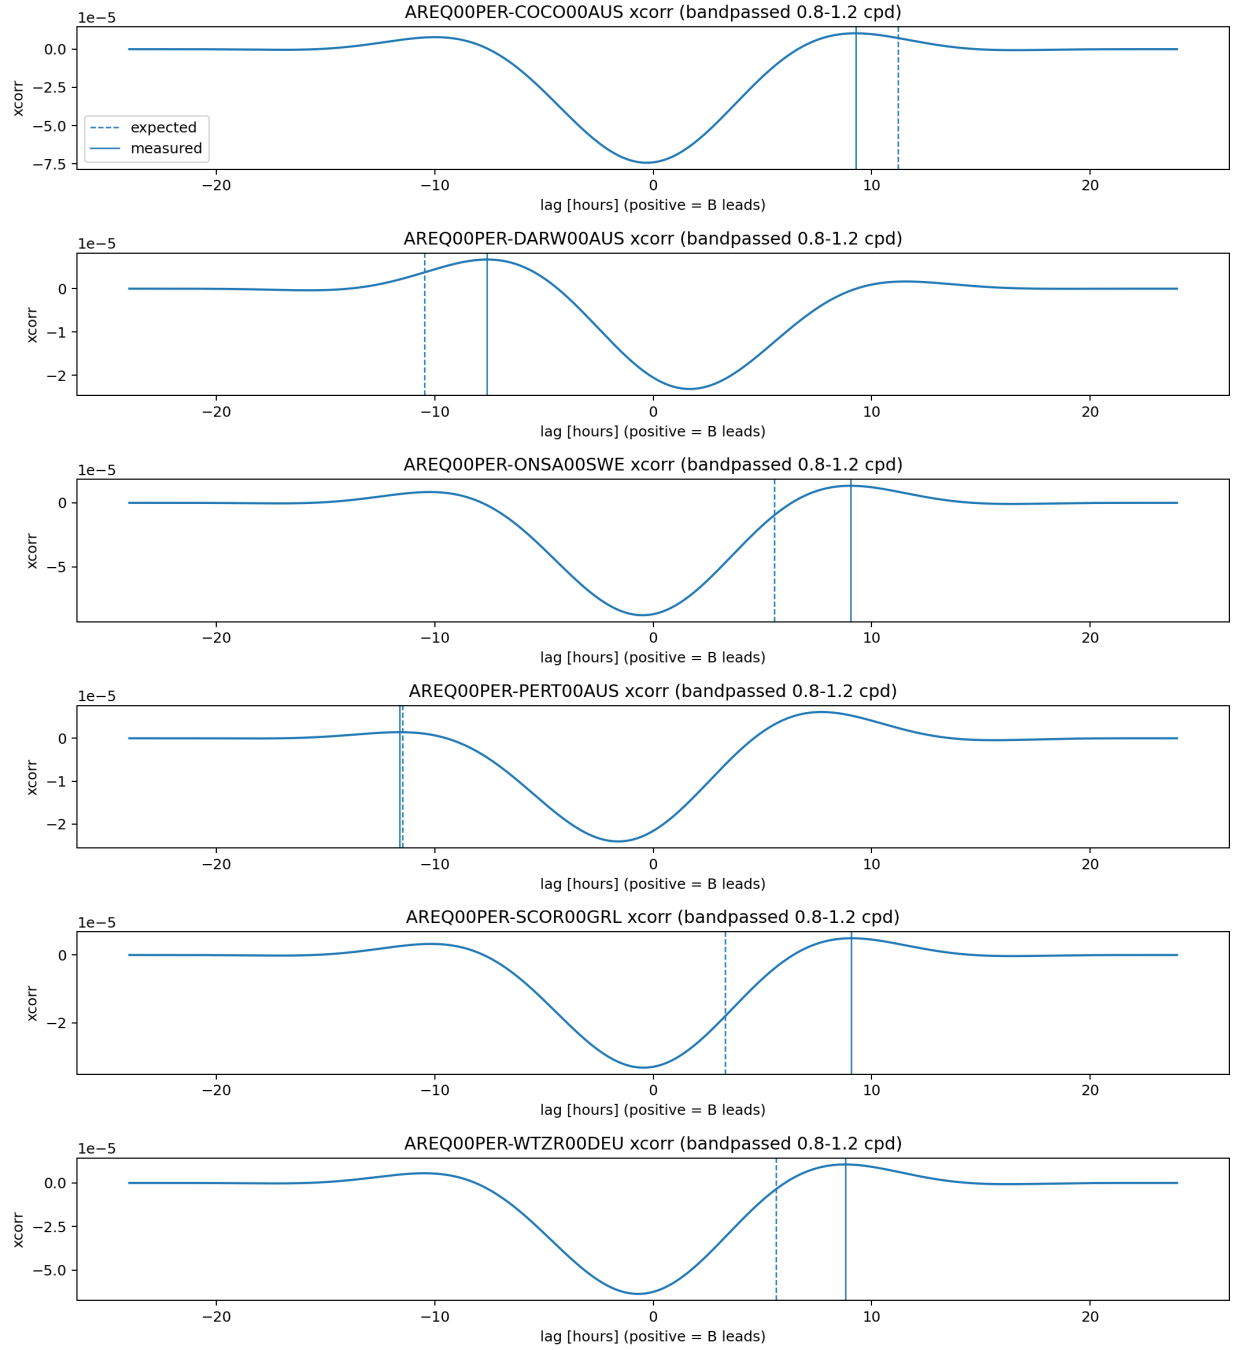 AREQ00PER-COCO00AUS xcorr (bandpassed 0.8-1.2 cpd)
1e−5
0.0
−2.5
−5.0
−7.5
xcorr
expected
measured
−20 −10 0 10 20
lag [hours] (positive = B leads)
AREQ00PER-DARW00AUS xcorr (bandpassed 0.8-1.2 cpd)
1e−5
0
−1
−2
xcorr
−20 −10 0 10 20
lag [hours] (positive = B leads)
AREQ00PER-ONSA00SWE xcorr (bandpassed 0.8-1.2 cpd)
1e−5
0
−5
xcorr
−20 −10 0 10 20
lag [hours] (positive = B leads)
AREQ00PER-PERT00AUS xcorr (bandpassed 0.8-1.2 cpd)
1e−5
0
−1
−2
xcorr
−20 −10 0 10 20
lag [hours] (positive = B leads)
AREQ00PER-SCOR00GRL xcorr (bandpassed 0.8-1.2 cpd)
1e−5
0
−2
xcorr
−20 −10 0 10 20
lag [hours] (positive = B leads)
AREQ00PER-WTZR00DEU xcorr (bandpassed 0.8-1.2 cpd)
1e−5
0.0
−2.5
−5.0
xcorr
−20 −10 0 10 20
lag [hours] (positive = B leads)